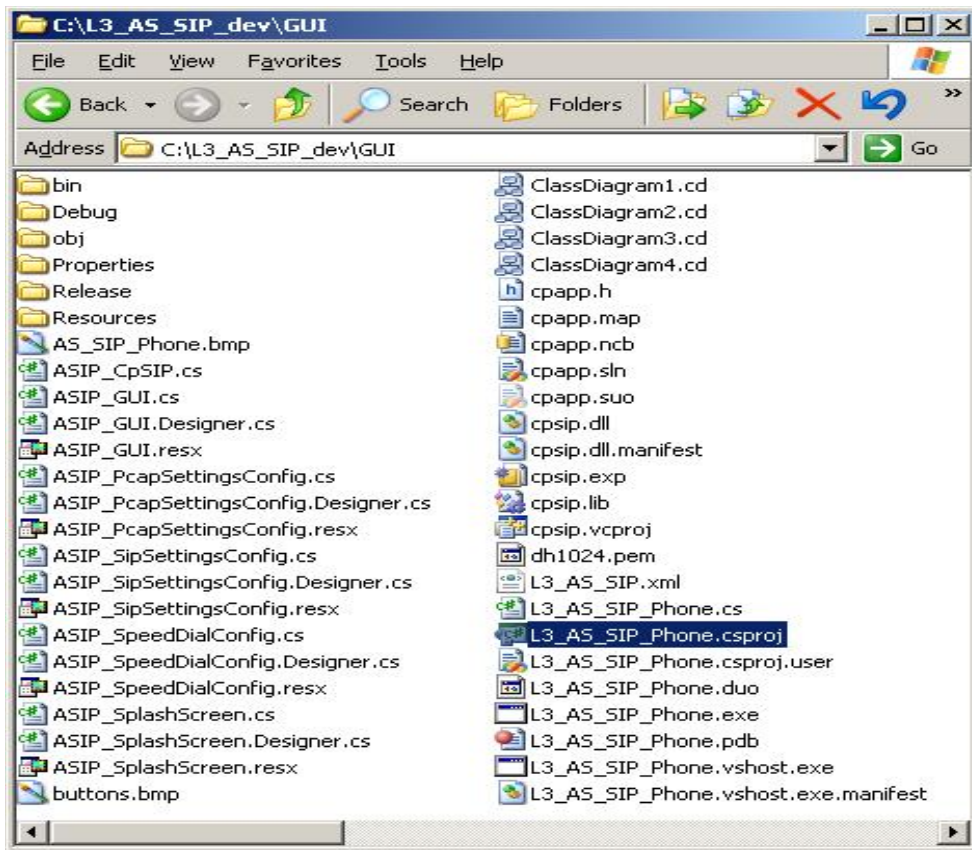 C:\L3_AS_SIP_dev\GUI
File Edit View Favorites Tools Help
Back Search Folders »
Address C:\L3_AS_SIP_dev\GUI Go
bin
Debug
obj
Properties
Release
Resources
AS_SIP_Phone.bmp
ASIP_CpSIP.cs
ASIP_GUI.cs
ASIP_GUI.Designer.cs
ASIP_GUI.resx
ASIP_PcapSettingsConfig.cs
ASIP_PcapSettingsConfig.Designer.cs
ASIP_PcapSettingsConfig.resx
ASIP_SipSettingsConfig.cs
ASIP_SipSettingsConfig.Designer.cs
ASIP_SipSettingsConfig.resx
ASIP_SpeedDialConfig.cs
ASIP_SpeedDialConfig.Designer.cs
ASIP_SpeedDialConfig.resx
ASIP_SplashScreen.cs
ASIP_SplashScreen.Designer.cs
ASIP_SplashScreen.resx
buttons.bmp
ClassDiagram1.cd
ClassDiagram2.cd
ClassDiagram3.cd
ClassDiagram4.cd
cpapp.h
cpapp.map
cpapp.ncb
cpapp.sln
cpapp.suo
cpsip.dll
cpsip.dll.manifest
cpsip.exp
cpsip.lib
cpsip.vcproj
dh1024.pem
L3_AS_SIP.xml
L3_AS_SIP_Phone.cs
L3_AS_SIP_Phone.csproj
L3_AS_SIP_Phone.csproj.user
L3_AS_SIP_Phone.duo
L3_AS_SIP_Phone.exe
L3_AS_SIP_Phone.pdb
L3_AS_SIP_Phone.vshost.exe
L3_AS_SIP_Phone.vshost.exe.manifest